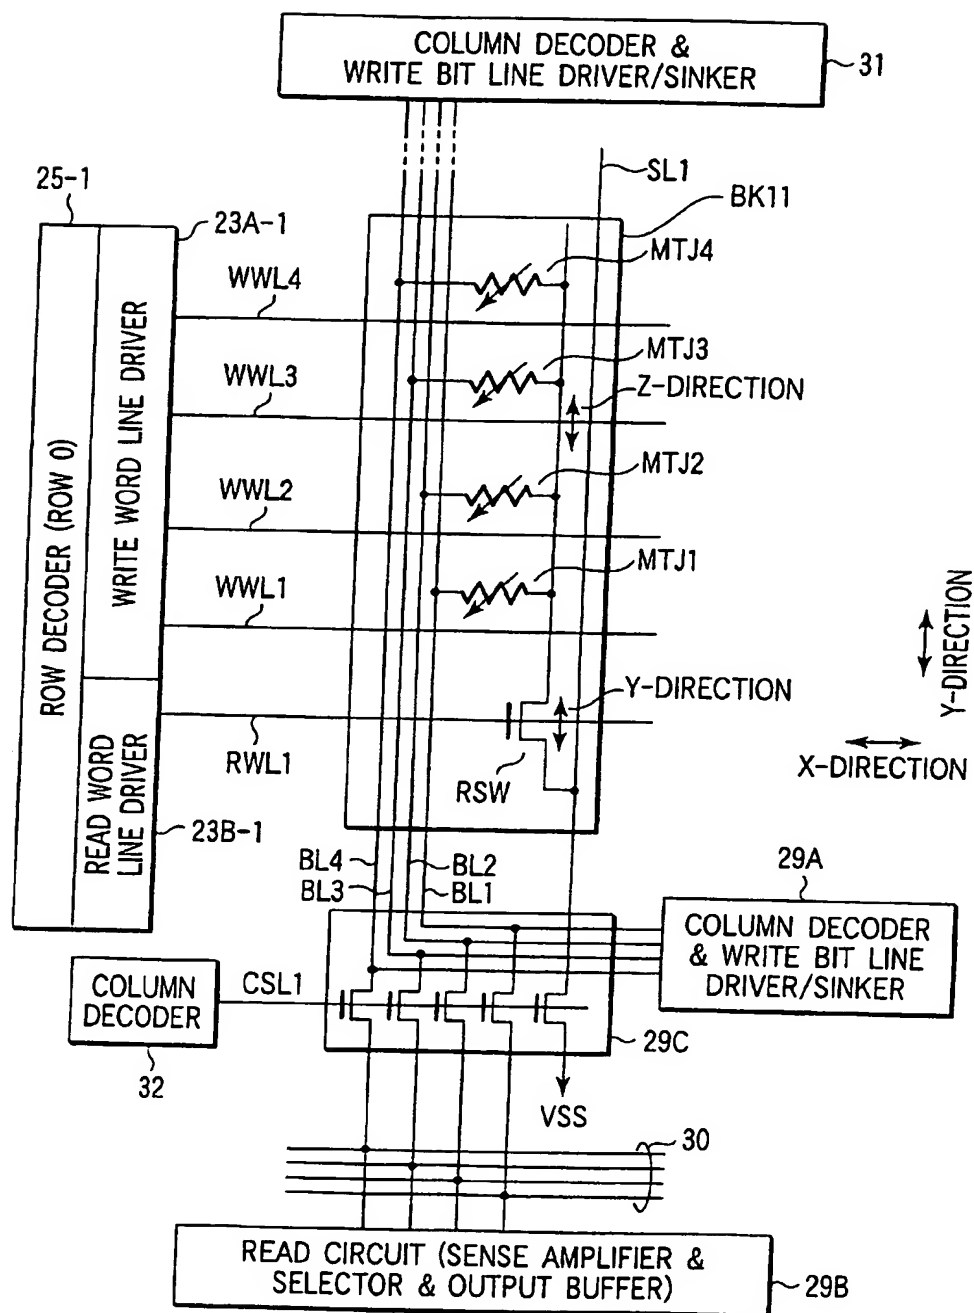 COLUMN DECODER &
WRITE BIT LINE DRIVER/SINKER
31
SL1
25-1
BK11
23A-1
MTJ4
WWL4
MTJ3
WWL3
Z-DIRECTION
ROW DECODER (ROW 0)
WRITE WORD LINE DRIVER
MTJ2
WWL2
MTJ1
WWL1
Y-DIRECTION
Y-DIRECTION
X-DIRECTION
RWL1
RSW
READ WORD
LINE DRIVER
23B-1
BL4
BL2
BL3
BL1
29A
COLUMN DECODER
& WRITE BIT LINE
DRIVER/SINKER
COLUMN
DECODER
CSL1
29C
32
VSS
30
READ CIRCUIT (SENSE AMPLIFIER &
SELECTOR & OUTPUT BUFFER)
29B